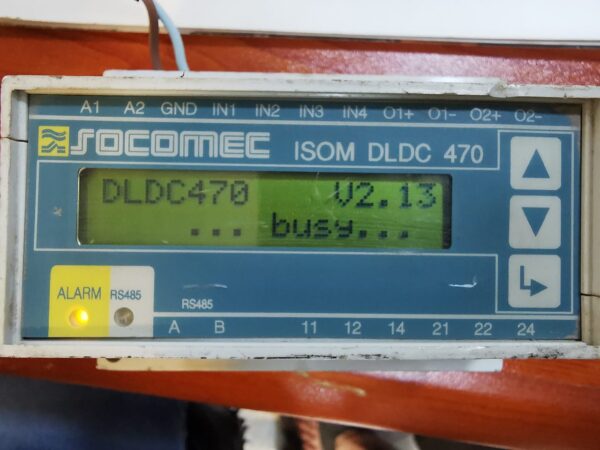 A1 A2 GND IN1 IN2 IN3 IN4 O1+ O1- O2+ O2-
SOCOMEC ISOM DLDC 470
DLDC470 V2.13
... busy...
ALARM RS485
RS485
A B 11 12 14 21 22 24